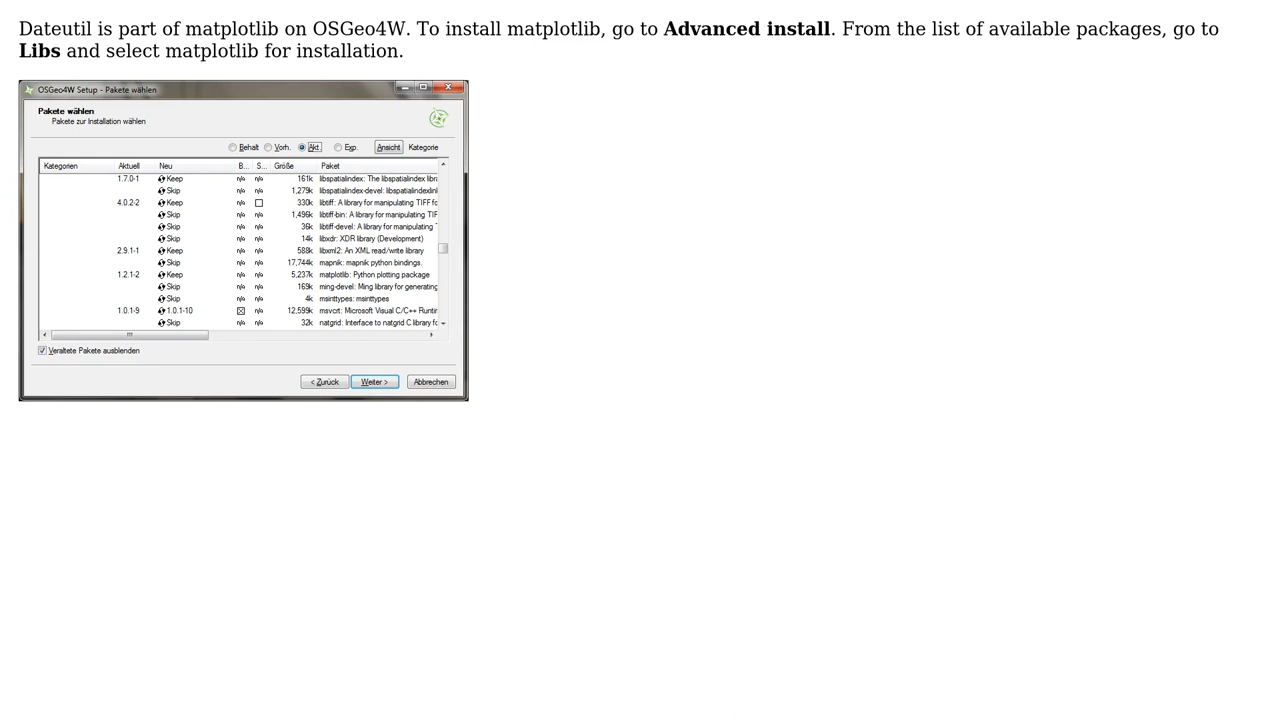 Dateutil is part of matplotlib on OSGeo4W. To install matplotlib, go to Advanced install. From the list of available packages, go to
Libs and select matplotlib for installation.
OSGeo4W Setup - Pakete wählen
Pakete wählen
Pakete zur Installation wählen
Behalt Vorh. Akt. Exp. Ansicht Kategorie
Kategorien Aktuell Neu B... S... Größe Paket
1.7.0-1 Keep n/a n/a 161k libspatialindex: The libspatialindex libra
Skip n/a n/a 1,279k libspatialindex-devel: libspatialindexlin
4.0.2-2 Keep n/a 330k libtiff: A library for manipulating TIFF fo
Skip n/a n/a 1,496k libtiff-bin: A library for manipulating TIF
Skip n/a n/a 36k libtiff-devel: A library for manipulating
Skip n/a n/a 14k libxdr: XDR library (Development)
2.9.1-1 Keep n/a n/a 588k libxml2: An XML read/write library
Skip n/a n/a 17,744k mapnik: mapnik python bindings.
1.2.1-2 Keep n/a n/a 5,237k matplotlib: Python plotting package
Skip n/a n/a 169k ming-devel: Ming library for generating
Skip n/a n/a 4k msinttypes: msinttypes
1.0.1-9 1.0.1-10 n/a 12,599k msvcrt: Microsoft Visual C/C++ Runtir
Skip n/a n/a 32k natgrid: Interface to natgrid C library fo
Veraltete Pakete ausblenden
< Zurück Weiter > Abbrechen